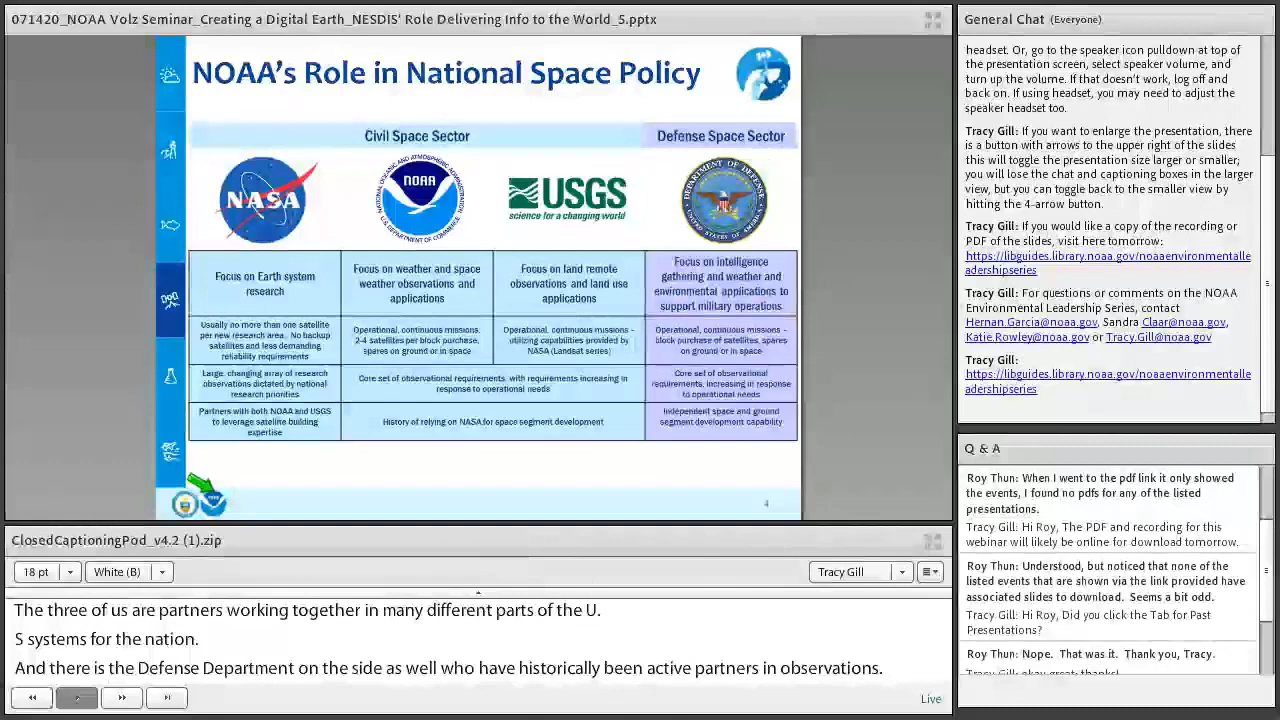 071420_NOAA Volz Seminar_Creating a Digital Earth_NESDIS' Role Delivering Info to the World_5.pptx
NOAA's Role in National Space Policy
Civil Space Sector
Defense Space Sector
NASA
NATIONAL OCEANIC AND ATMOSPHERIC ADMINISTRATION
NOAA
U.S. DEPARTMENT OF COMMERCE
USGS
science for a changing world
DEPARTMENT OF DEFENSE
UNITED STATES OF AMERICA
Focus on Earth system
research
Focus on weather and space
weather observations and
applications
Focus on land remote
observations and land use
applications
Focus on intelligence
gathering and weather and
environmental applications to
support military operations
Usually no more than one satellite
per new research area. No backup
satellites and less demanding
reliability requirements
Operational, continuous missions,
2-4 satellites per block purchase,
spares on ground or in space
Operational, continuous missions -
utilizing capabilities provided by
NASA (Landsat series)
Operational, continuous missions -
block purchase of satellites, spares
on ground or in space
Large, changing array of research
observations dictated by national
research priorities
Core set of observational requirements, with requirements increasing in
response to operational needs
Core set of observational
requirements, increasing in response
to operational needs
Partners with both NOAA and USGS
to leverage satellite building
expertise
History of relying on NASA for space segment development
Independent space and ground
segment development capability
4
ClosedCaptioningPod_v4.2 (1).zip
18 pt
White (B)
Tracy Gill
The three of us are partners working together in many different parts of the U.
S systems for the nation.
And there is the Defense Department on the side as well who have historically been active partners in observations.
Live
General Chat (Everyone)
headset. Or, go to the speaker icon pulldown at top of
the presentation screen, select speaker volume, and
turn up the volume. If that doesn't work, log off and
back on. If using headset, you may need to adjust the
speaker headset too.
Tracy Gill: If you want to enlarge the presentation, there
is a button with arrows to the upper right of the slides
this will toggle the presentation size larger or smaller;
you will lose the chat and captioning boxes in the larger
view, but you can toggle back to the smaller view by
hitting the 4-arrow button.
Tracy Gill: If you would like a copy of the recording or
PDF of the slides, visit here tomorrow:
https://libguides.library.noaa.gov/noaaenvironmentalle
adershipseries
Tracy Gill: For questions or comments on the NOAA
Environmental Leadership Series, contact
Hernan.Garcia@noaa.gov, Sandra Claar@noaa.gov,
Katie.Rowley@noaa.gov or Tracy.Gill@noaa.gov
Tracy Gill:
https://libguides.library.noaa.gov/noaaenvironmentalle
adershipseries
Q & A
Roy Thun: When I went to the pdf link it only showed
the events, I found no pdfs for any of the listed
presentations.
Tracy Gill: Hi Roy, The PDF and recording for this
webinar will likely be online for download tomorrow.
Roy Thun: Understood, but noticed that none of the
listed events that are shown via the link provided have
associated slides to download. Seems a bit odd.
Tracy Gill: Hi Roy, Did you click the Tab for Past
Presentations?
Roy Thun: Nope. That was it. Thank you, Tracy.
Tracy Gill: okay great; thanks!